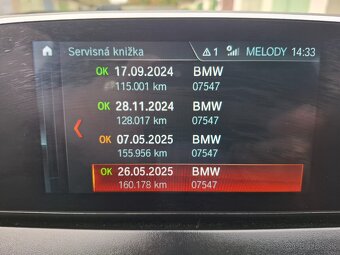 Servisná knižka 1 MELODY 14:33
OK 17.09.2024 BMW
115.001 km 07547
OK 28.11.2024 BMW
128.017 km 07547
OK 07.05.2025 BMW
155.956 km 07547
OK 26.05.2025 BMW
160.178 km 07547